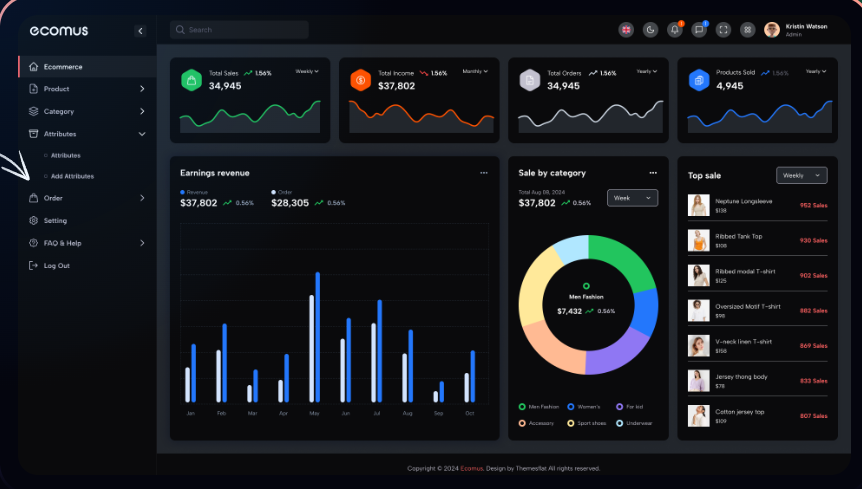 ecomus
Search
Kristin Watson
Admin
Ecommerce
Product
Category
Attributes
Attributes
Add Attributes
Order
Setting
FAQ & Help
Log Out
Total Sales 1.56% Weekly
34,945
Total Income 1.56% Monthly
$37,802
Total Orders 1.56% Yearly
34,945
Products Sold 1.56% Yearly
4,945
Earnings revenue
Revenue Order
$37,802 0.56% $28,305 0.56%
Jan Feb Mar Apr May Jun Jul Aug Sep Oct
Sale by category
Total Aug 09, 2024
$37,802 0.56% Week
Men Fashion
$7,432 0.56%
Men Fashion Women's For kid
Accessory Sport shoes Underwear
Top sale Weekly
Neptune Longsleeve
$138
952 Sales
Ribbed Tank Top
$108
930 Sales
Ribbed modal T-shirt
$125
902 Sales
Oversized Motif T-shirt
$98
882 Sales
V-neck linen T-shirt
$158
869 Sales
Jersey thong body
$78
833 Sales
Cotton jersey top
$109
807 Sales
Copyright © 2024 Ecomus. Design by Themesflat All rights reserved.